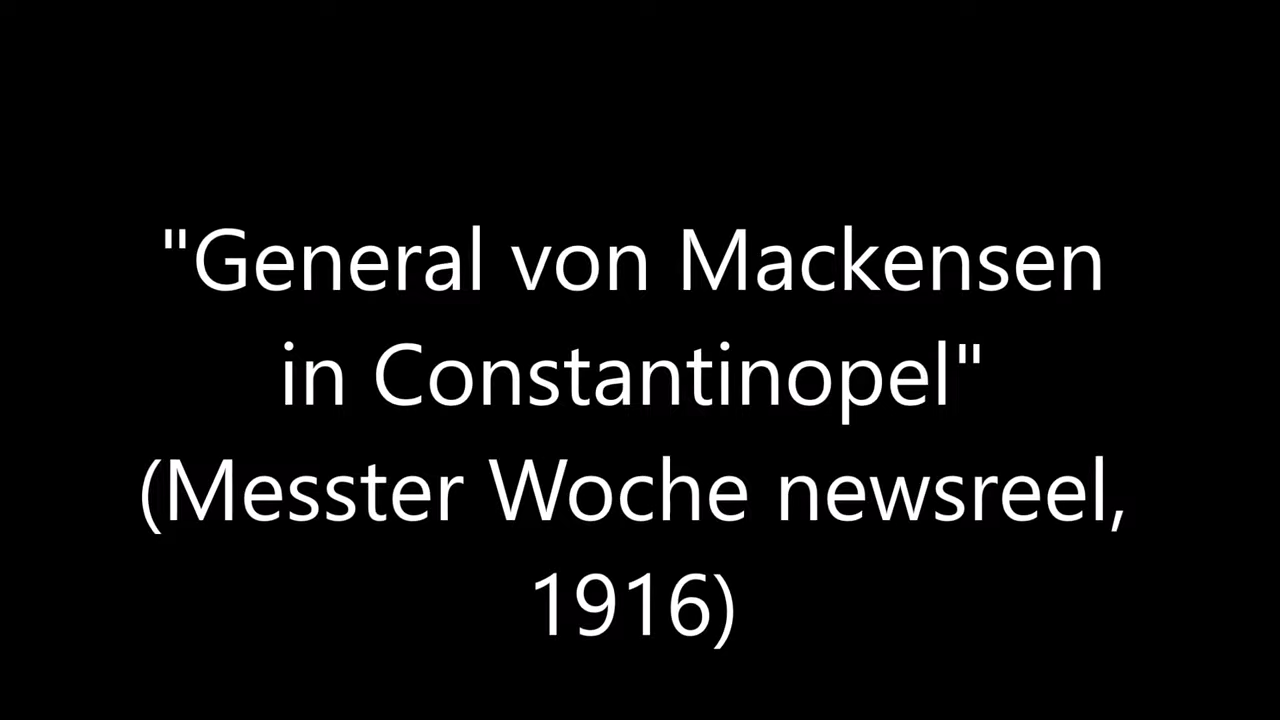 "General von Mackensen
in Constantinopel"
(Messter Woche newsreel,
1916)